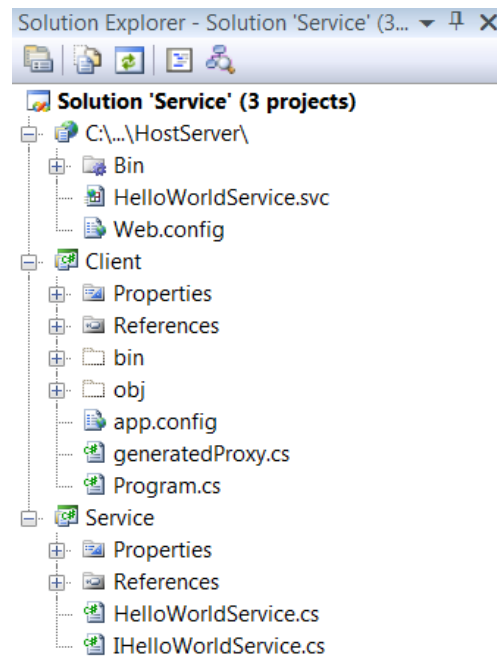 Solution Explorer - Solution 'Service' (3...
Solution 'Service' (3 projects)
C:\...\HostServer\
Bin
HelloWorldService.svc
Web.config
Client
Properties
References
bin
obj
app.config
generatedProxy.cs
Program.cs
Service
Properties
References
HelloWorldService.cs
IHelloWorldService.cs